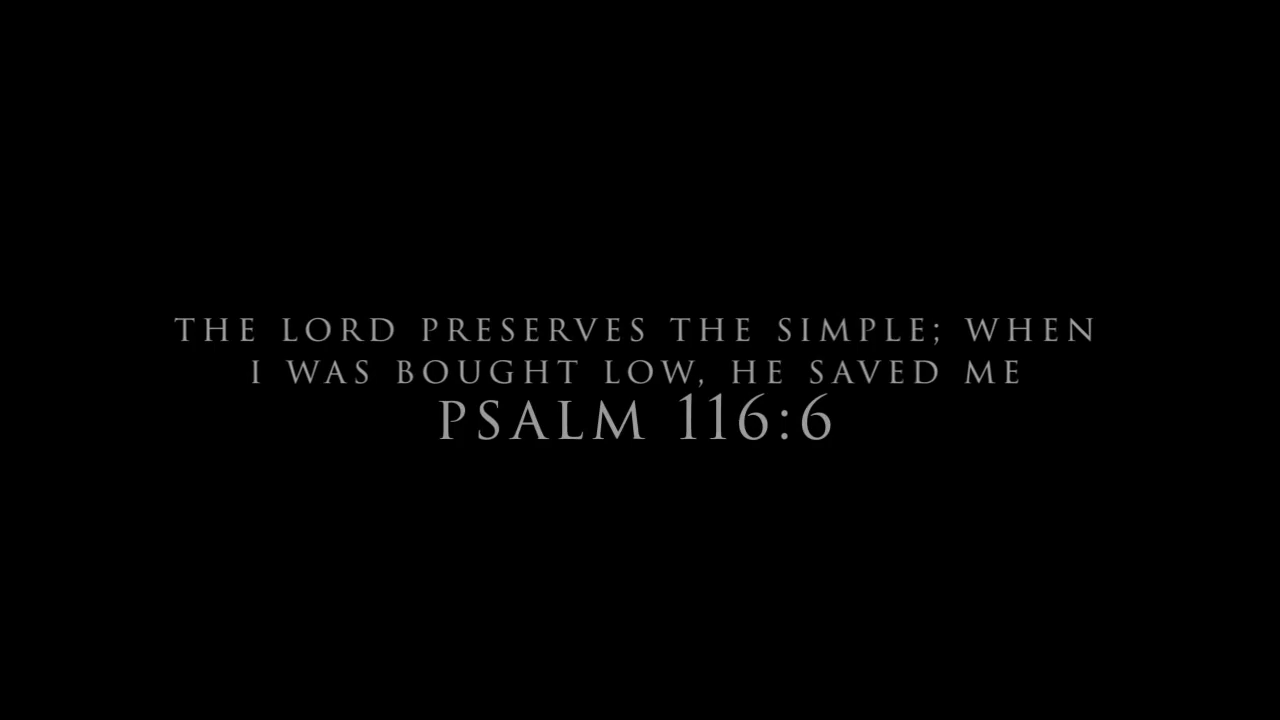 THE LORD PRESERVES THE SIMPLE; WHEN
I WAS BOUGHT LOW, HE SAVED ME
PSALM 116:6